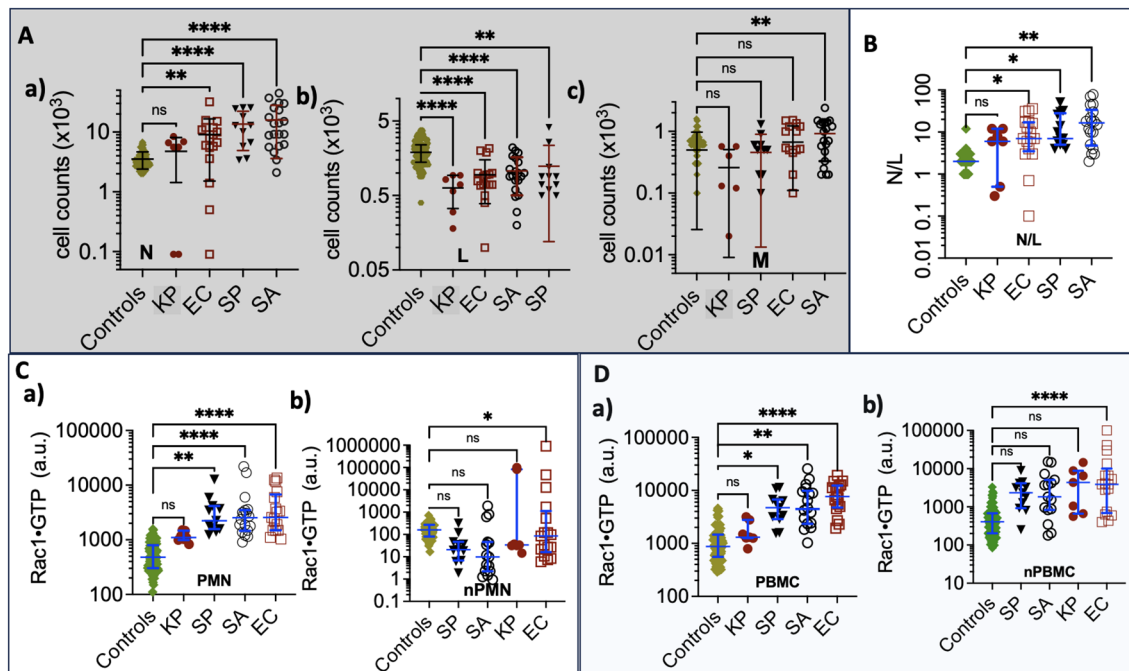 A
a)
cell counts (x10³)
10
1
0.1
ns
**
****
****
N
Controls
KP
EC
SP
SA
b)
cell counts (x10³)
5
0.5
0.05
****
****
****
**
L
Controls
KP
EC
SA
SP
c)
cell counts (x10³)
1
0.1
0.01
ns
ns
ns
**
M
Controls
KP
SP
EC
SA
B
N/L
100
10
1
0.1
0.01
ns
*
*
**
N/L
Controls
KP
EC
SP
SA
C
a)
Rac1•GTP (a.u.)
100000
10000
1000
100
ns
**
****
****
PMN
Controls
KP
SP
SA
EC
b)
Rac1•GTP (a.u.)
1000000
100000
10000
1000
100
10
1
0.1
ns
ns
ns
*
nPMN
Controls
SP
SA
KP
EC
D
a)
Rac1•GTP (a.u.)
100000
10000
1000
100
ns
*
**
****
PBMC
Controls
KP
SP
SA
EC
b)
Rac1•GTP (a.u.)
100000
10000
1000
100
10
ns
ns
ns
****
nPBMC
Controls
SP
SA
KP
EC